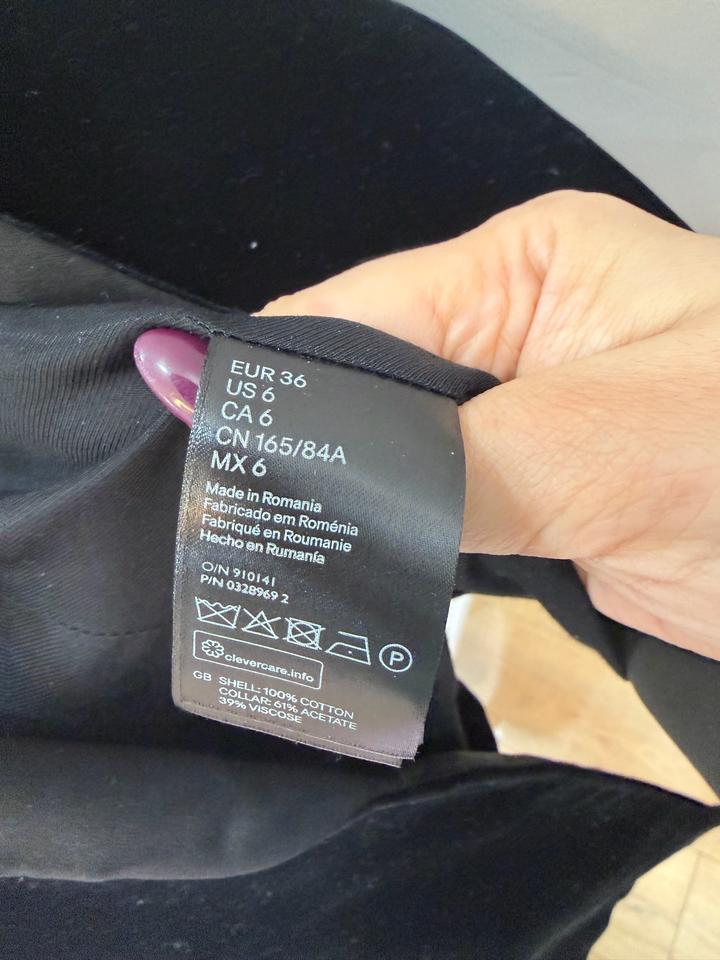 EUR 36
US 6
CA 6
CN 165/84A
MX 6
Made in Romania
Fabricado em Roménia
Fabriqué en Roumanie
Hecho en Rumanía
O/N 910141
P/N 0328969 2
P
clevercare.info
GB SHELL: 100% COTTON
COLLAR: 61% ACETATE
39% VISCOSE